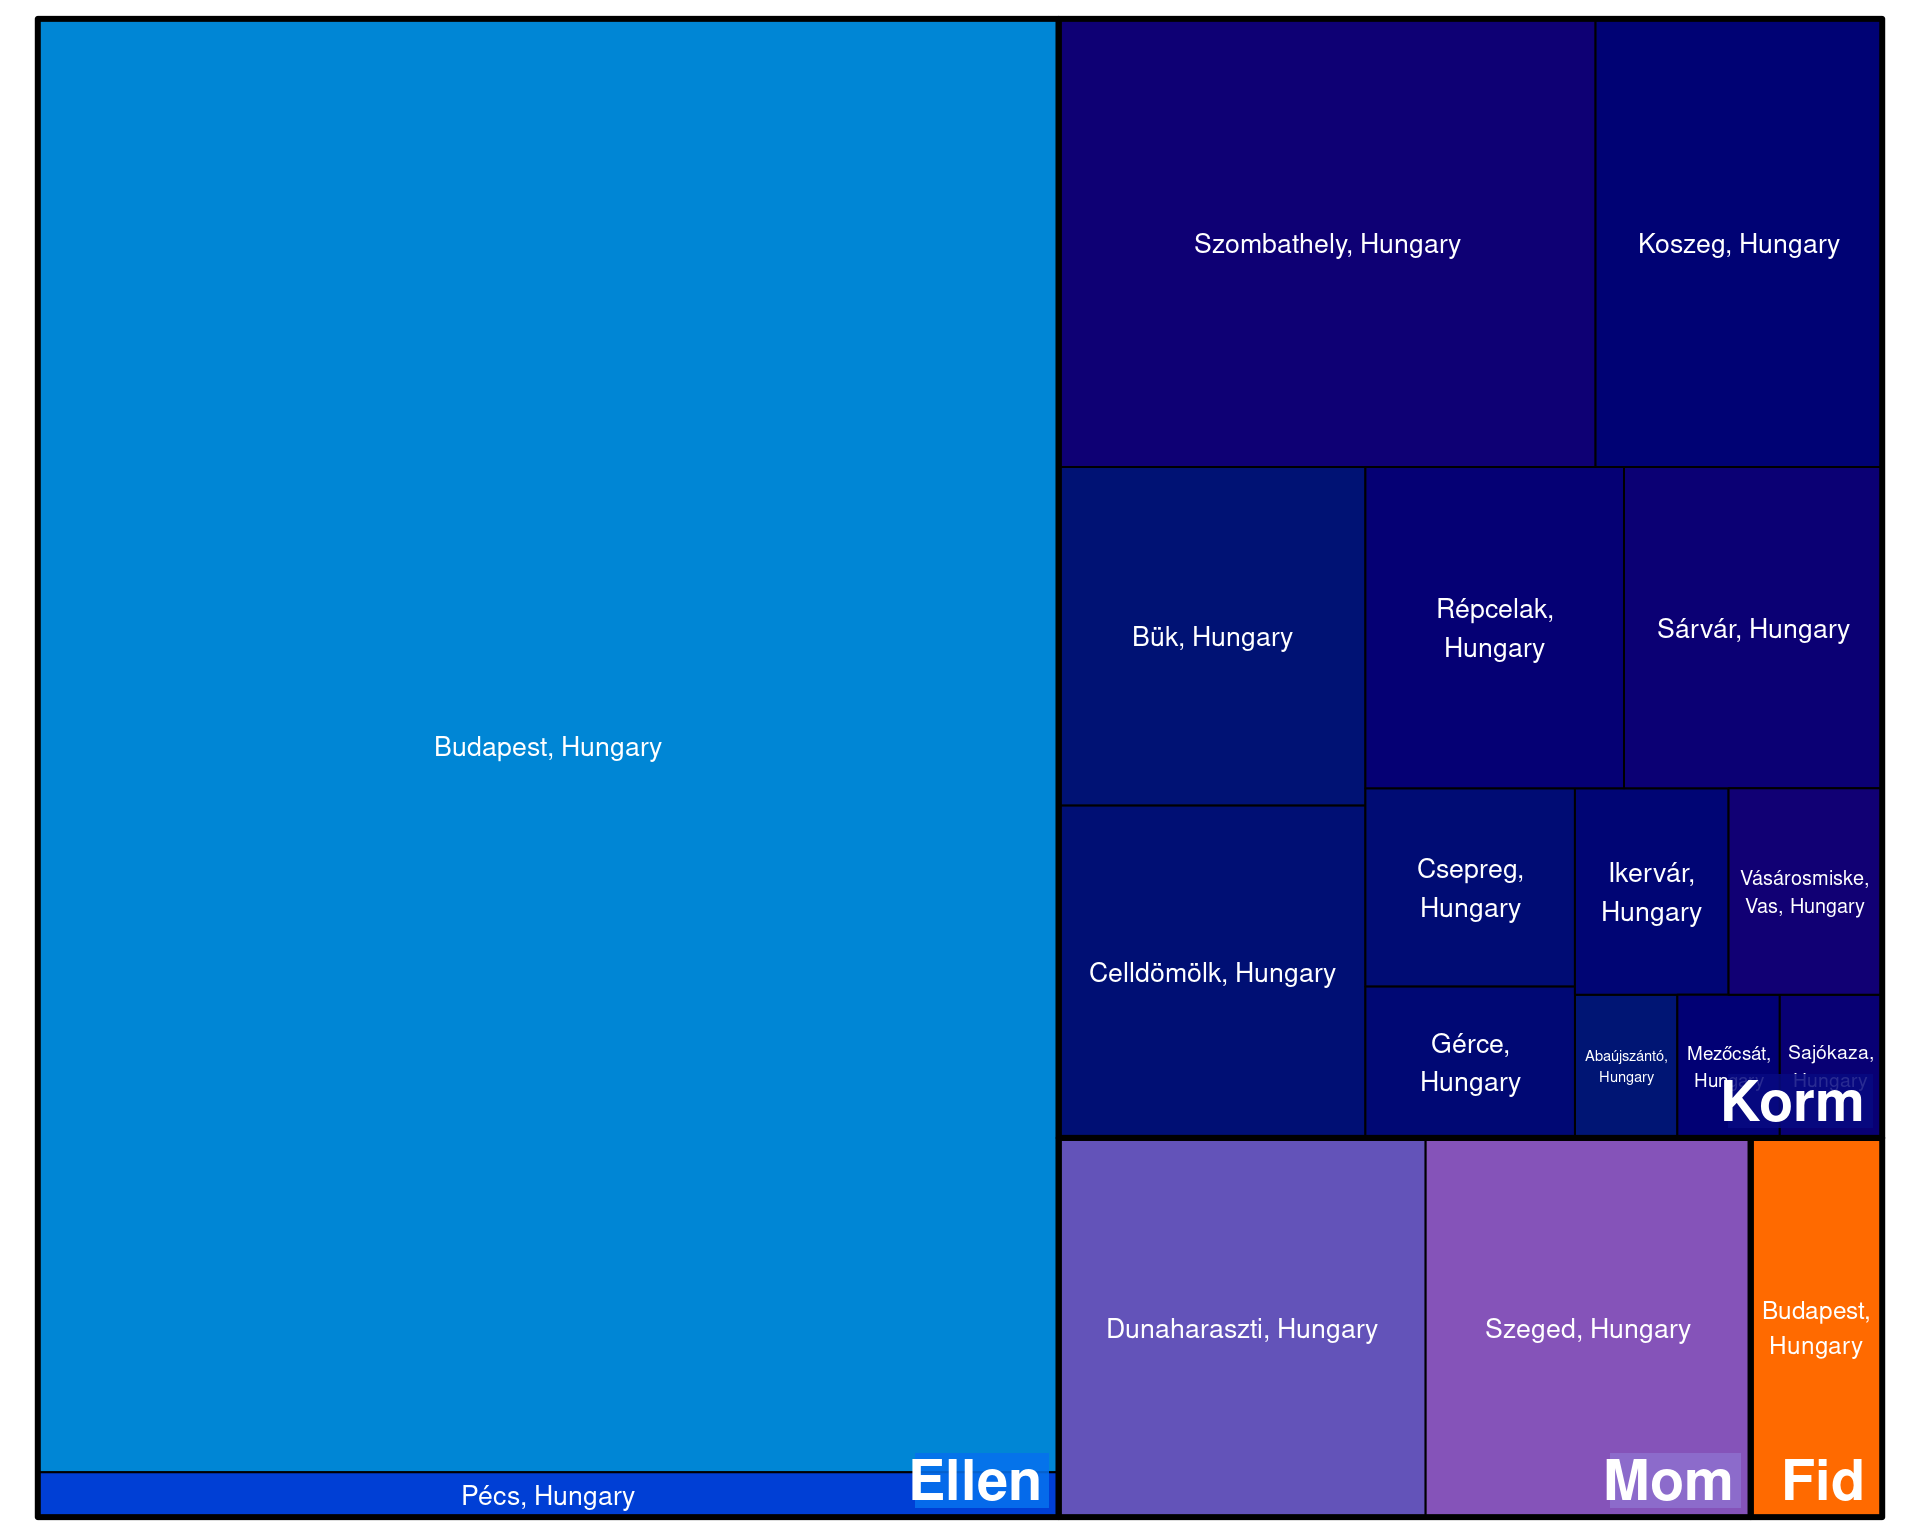 Budapest, Hungary
Pécs, Hungary
Ellen
Szombathely, Hungary
Koszeg, Hungary
Bük, Hungary
Répcelak,
Hungary
Sárvár, Hungary
Celldömölk, Hungary
Csepreg,
Hungary
Ikervár,
Hungary
Vásárosmiske,
Vas, Hungary
Gérce,
Hungary
Abaújszántó,
Hungary
Mezőcsát,
Hungary
Sajókaza,
Hungary
Korm
Dunaharaszti, Hungary
Szeged, Hungary
Mom
Budapest,
Hungary
Fid